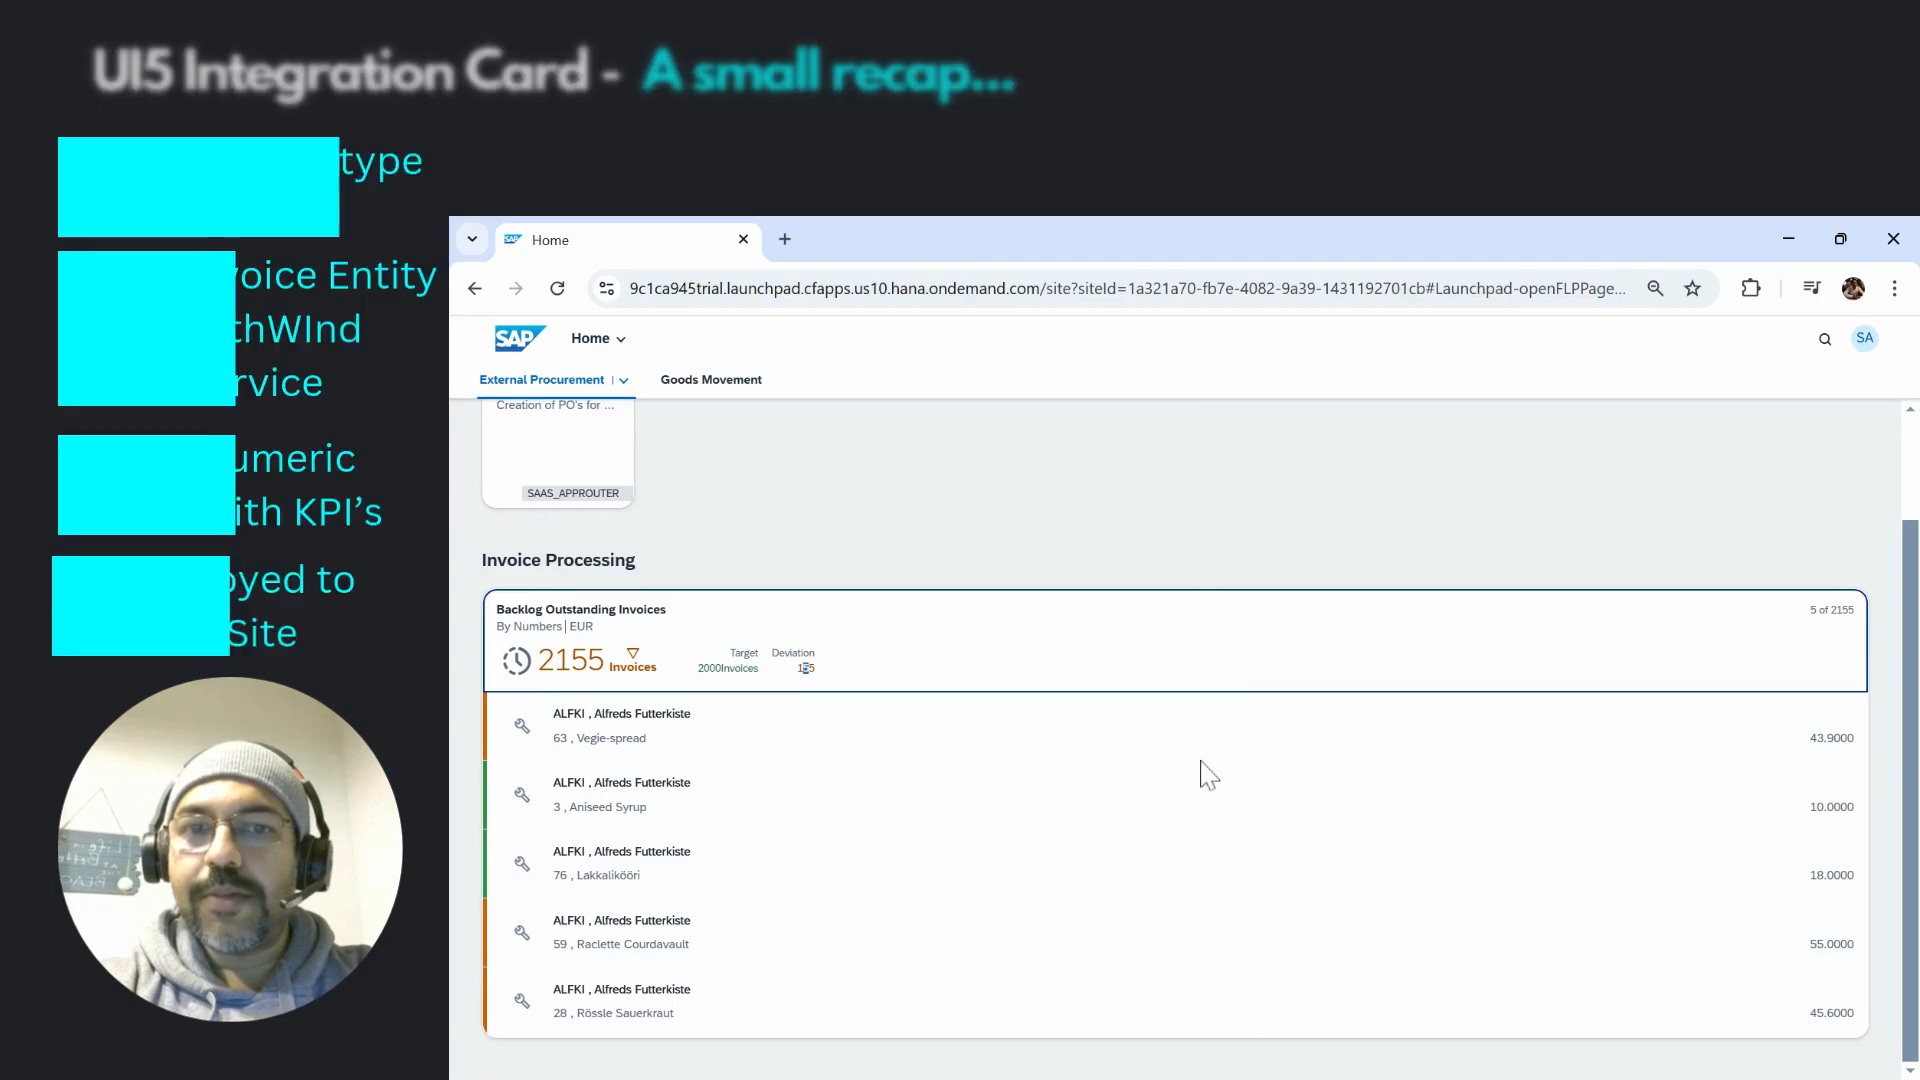 UI5 Integration Card - A small recap...
type
voice Entity
thWInd
rvice
umeric
ith KPI's
oyed to
Site
Home
9c1ca945trial.launchpad.cfapps.us10.hana.ondemand.com/site?siteId=1a321a70-fb7e-4082-9a39-1431192701cb#Launchpad-openFLPPage...
SAP Home SA
External Procurement Goods Movement
Creation of PO's for ...
SAAS_APPROUTER
Invoice Processing
Backlog Outstanding Invoices 5 of 2155
By Numbers | EUR
2155 Invoices
Target Deviation
2000Invoices 155
ALFKI , Alfreds Futterkiste
63 , Vegie-spread 43.9000
ALFKI , Alfreds Futterkiste
3 , Aniseed Syrup 10.0000
ALFKI , Alfreds Futterkiste
76 , Lakkalikööri 18.0000
ALFKI , Alfreds Futterkiste
59 , Raclette Courdavault 55.0000
ALFKI , Alfreds Futterkiste
28 , Rössle Sauerkraut 45.6000